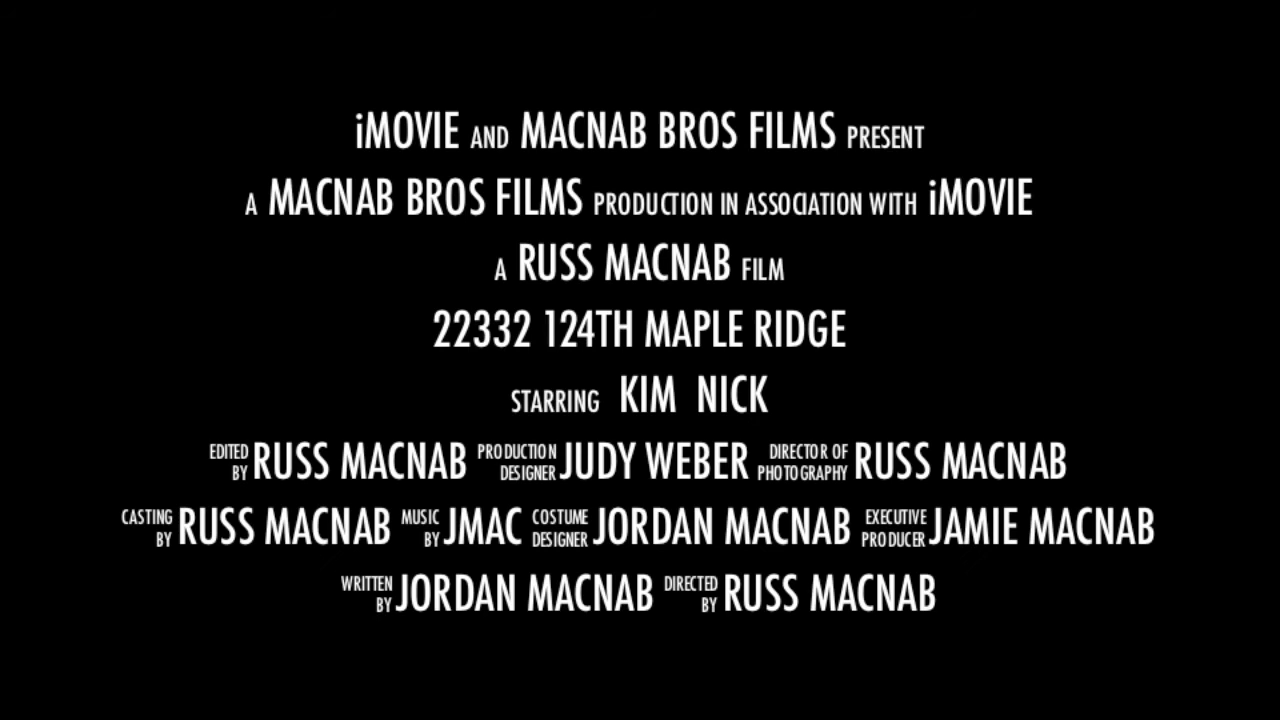 iMOVIE AND MACNAB BROS FILMS PRESENT
A MACNAB BROS FILMS PRODUCTION IN ASSOCIATION WITH iMOVIE
A RUSS MACNAB FILM
22332 124TH MAPLE RIDGE
STARRING KIM NICK
EDITED BY RUSS MACNAB PRODUCTION DESIGNER JUDY WEBER DIRECTOR OF PHOTOGRAPHY RUSS MACNAB
CASTING BY RUSS MACNAB MUSIC BY JMAC COSTUME DESIGNER JORDAN MACNAB EXECUTIVE PRODUCER JAMIE MACNAB
WRITTEN BY JORDAN MACNAB DIRECTED BY RUSS MACNAB